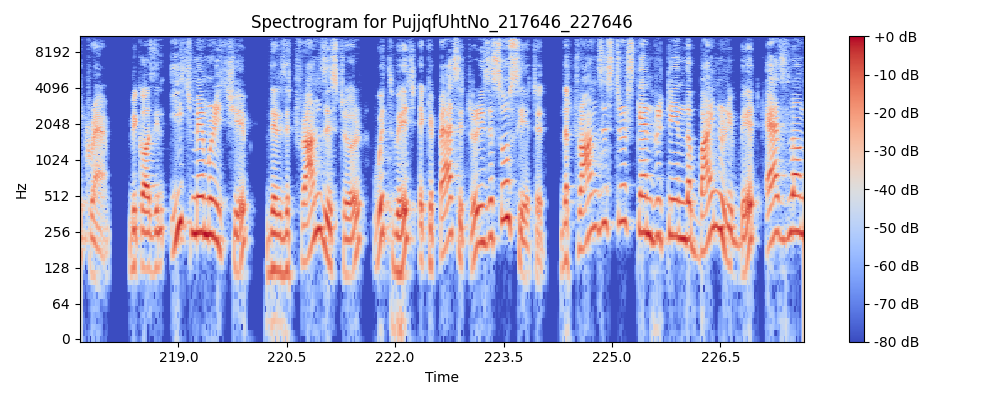 Spectrogram for PujjqfUhtNo_217646_227646
8192
4096
2048
1024
512
256
128
64
0
Hz
219.0 220.5 222.0 223.5 225.0 226.5
Time
+0 dB
-10 dB
-20 dB
-30 dB
-40 dB
-50 dB
-60 dB
-70 dB
-80 dB